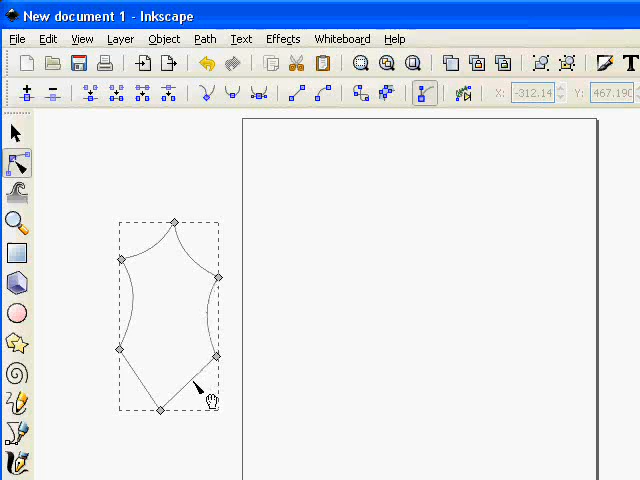 New document 1 - Inkscape
File Edit View Layer Object Path Text Effects Whiteboard Help
X: -312.14 Y: 467.190